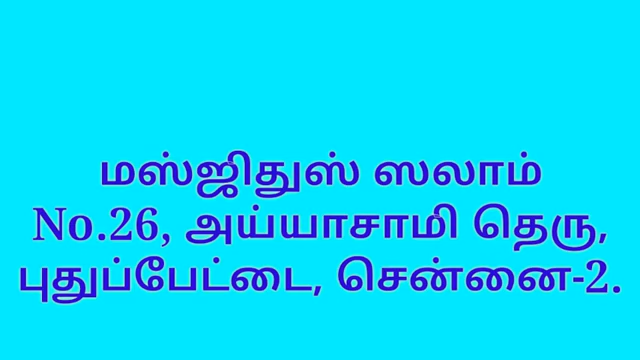 மஸ்ஜிதுஸ் ஸலாம்
No.26, அய்யாசாமி தெரு,
புதுப்பேட்டை, சென்னை-2.